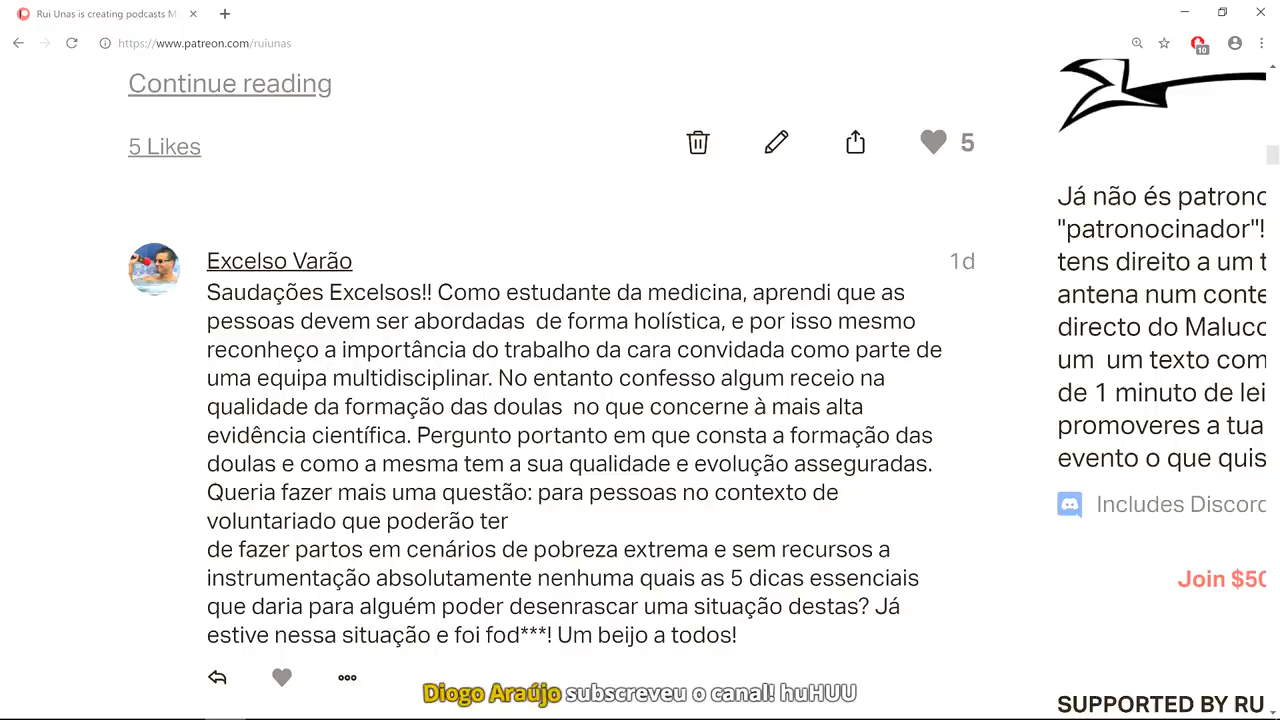 Rui Unas is creating podcasts M
https://www.patreon.com/ruiunas
10
Continue reading
5 Likes
5
Excelso Varão
1d
Saudações Excelsos!! Como estudante da medicina, aprendi que as
pessoas devem ser abordadas  de forma holística, e por isso mesmo
reconheço a importância do trabalho da cara convidada como parte de
uma equipa multidisciplinar. No entanto confesso algum receio na
qualidade da formação das doulas  no que concerne à mais alta
evidência científica. Pergunto portanto em que consta a formação das
doulas e como a mesma tem a sua qualidade e evolução asseguradas.
Queria fazer mais uma questão: para pessoas no contexto de
voluntariado que poderão ter
de fazer partos em cenários de pobreza extrema e sem recursos a
instrumentação absolutamente nenhuma quais as 5 dicas essenciais
que daria para alguém poder desenrascar uma situação destas? Já
estive nessa situação e foi fod***! Um beijo a todos!
Já não és patrono
"patronocinador"!
tens direito a um t
antena num conte
directo do Maluco
um  um texto com
de 1 minuto de lei
promoveres a tua
evento o que quis
Includes Discord
Join $50
SUPPORTED BY RU
Diogo Araújo subscreveu o canal! huHUU